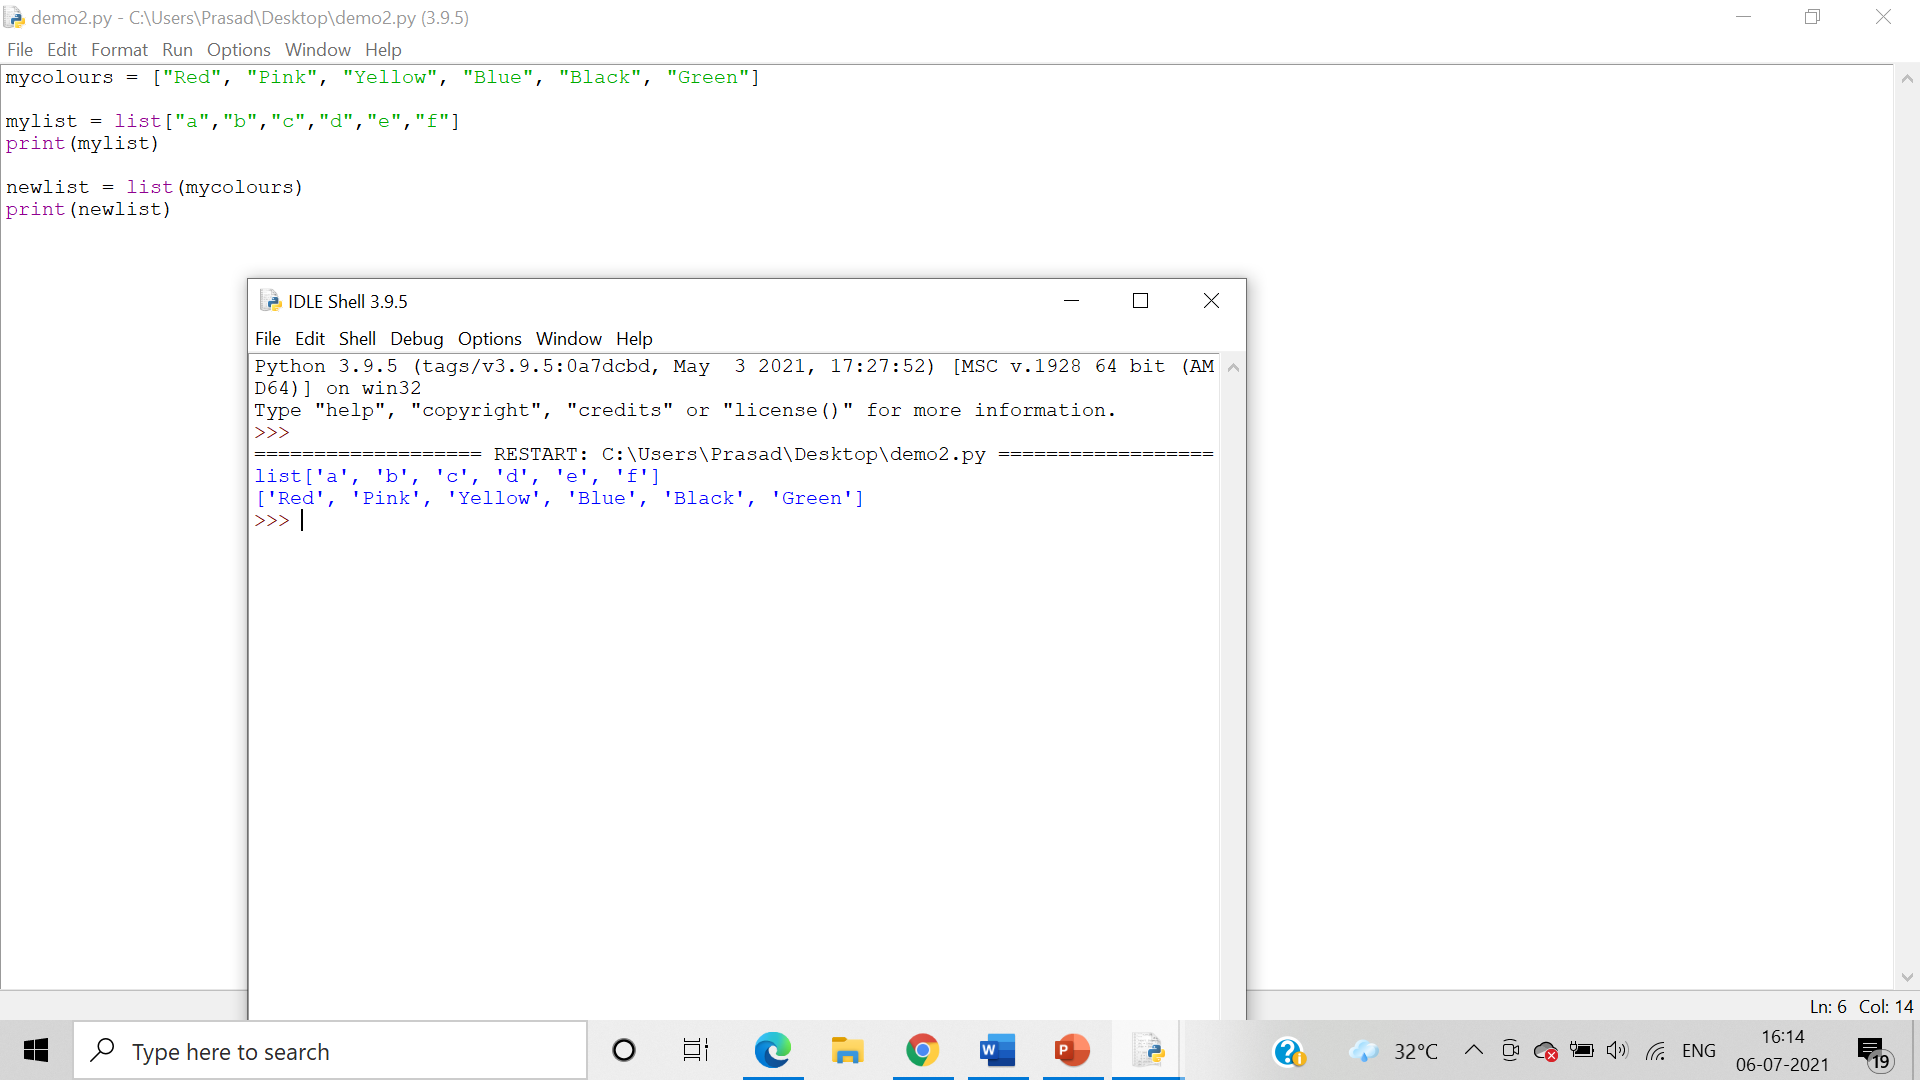 demo2.py - C:\Users\Prasad\Desktop\demo2.py (3.9.5)
File Edit Format Run Options Window Help
mycolours = ["Red", "Pink", "Yellow", "Blue", "Black", "Green"]
mylist = list["a","b","c","d","e","f"]
print(mylist)
newlist = list(mycolours)
print(newlist)
IDLE Shell 3.9.5
File Edit Shell Debug Options Window Help
Python 3.9.5 (tags/v3.9.5:0a7dcbd, May  3 2021, 17:27:52) [MSC v.1928 64 bit (AM
D64)] on win32
Type "help", "copyright", "credits" or "license()" for more information.
>>>
=================== RESTART: C:\Users\Prasad\Desktop\demo2.py ==================
list['a', 'b', 'c', 'd', 'e', 'f']
['Red', 'Pink', 'Yellow', 'Blue', 'Black', 'Green']
>>>
Ln: 6 Col: 14
Type here to search
32°C
ENG
16:14
06-07-2021
19